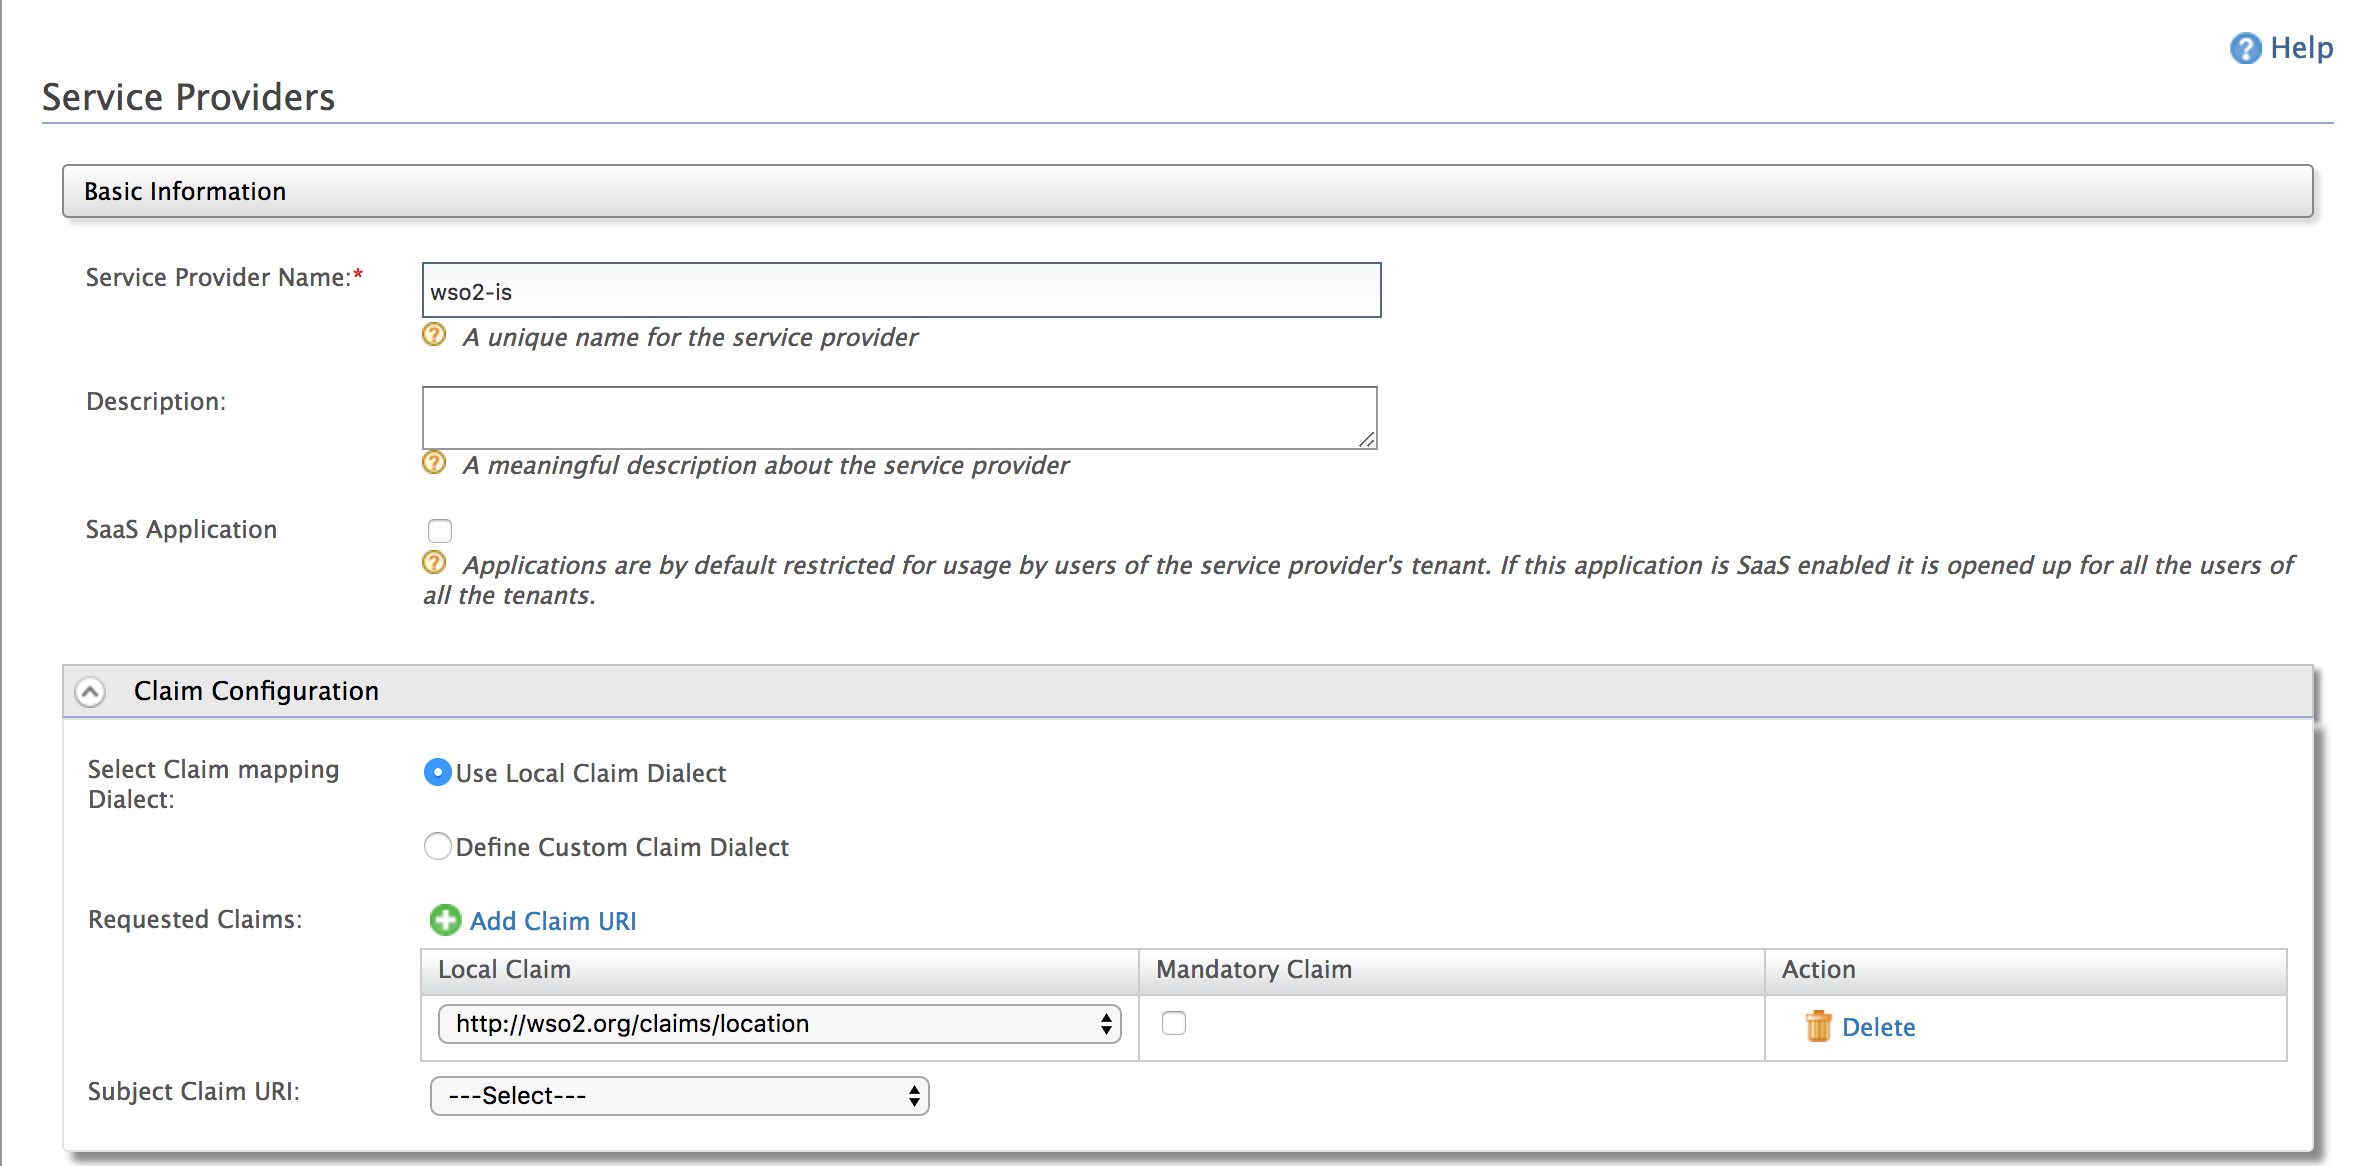 Help
Service Providers
Basic Information
Service Provider Name:*
wso2-is
A unique name for the service provider
Description:
A meaningful description about the service provider
SaaS Application
Applications are by default restricted for usage by users of the service provider's tenant. If this application is SaaS enabled it is opened up for all the users of
all the tenants.
Claim Configuration
Select Claim mapping
Dialect:
Use Local Claim Dialect
Define Custom Claim Dialect
Requested Claims:
Add Claim URI
Local Claim
Mandatory Claim
Action
http://wso2.org/claims/location
Delete
Subject Claim URI:
---Select---